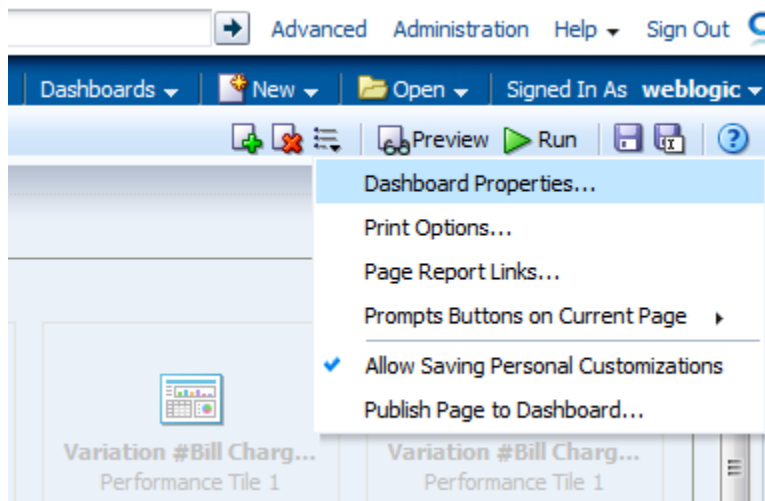 Advanced Administration Help Sign Out
Dashboards New Open Signed In As weblogic
Preview Run
Dashboard Properties...
Print Options...
Page Report Links...
Prompts Buttons on Current Page
Allow Saving Personal Customizations
Publish Page to Dashboard...
Variation #Bill Charg... Variation #Bill Charg...
Performance Tile 1 Performance Tile 1